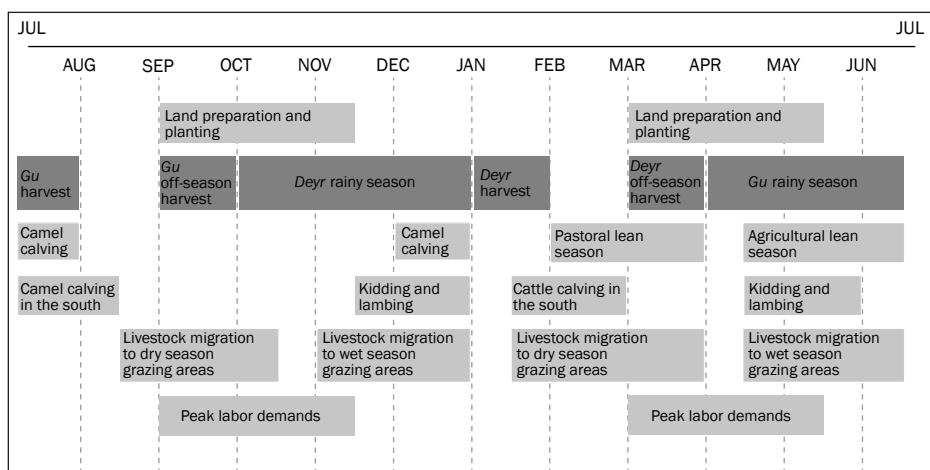 JUL JUL
AUG SEP OCT NOV DEC JAN FEB MAR APR MAY JUN
Land preparation and
planting
Land preparation and
planting
Gu
harvest
Gu
off-season
harvest
Deyr rainy season
Deyr
harvest
Deyr
off-season
harvest
Gu rainy season
Camel
calving
Camel
calving
Pastoral lean
season
Agricultural lean
season
Camel calving
in the south
Kidding and
lambing
Cattle calving in
the south
Kidding and
lambing
Livestock migration
to dry season
grazing areas
Livestock migration
to wet season
grazing areas
Livestock migration
to dry season
grazing areas
Livestock migration
to wet season
grazing areas
Peak labor demands
Peak labor demands